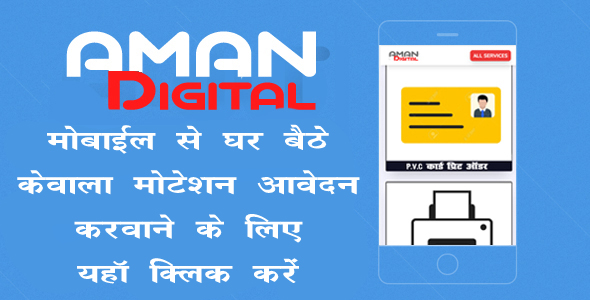 AMAN
DIGITAL
मोबाईल से घर बैठे
केवाला मोटेशन आवेदन
करवाने के लिए
यहॉ क्लिक करें
AMAN
DIGITAL
ALL SERVICES
P.V.C कार्ड प्रिंट ऑडर